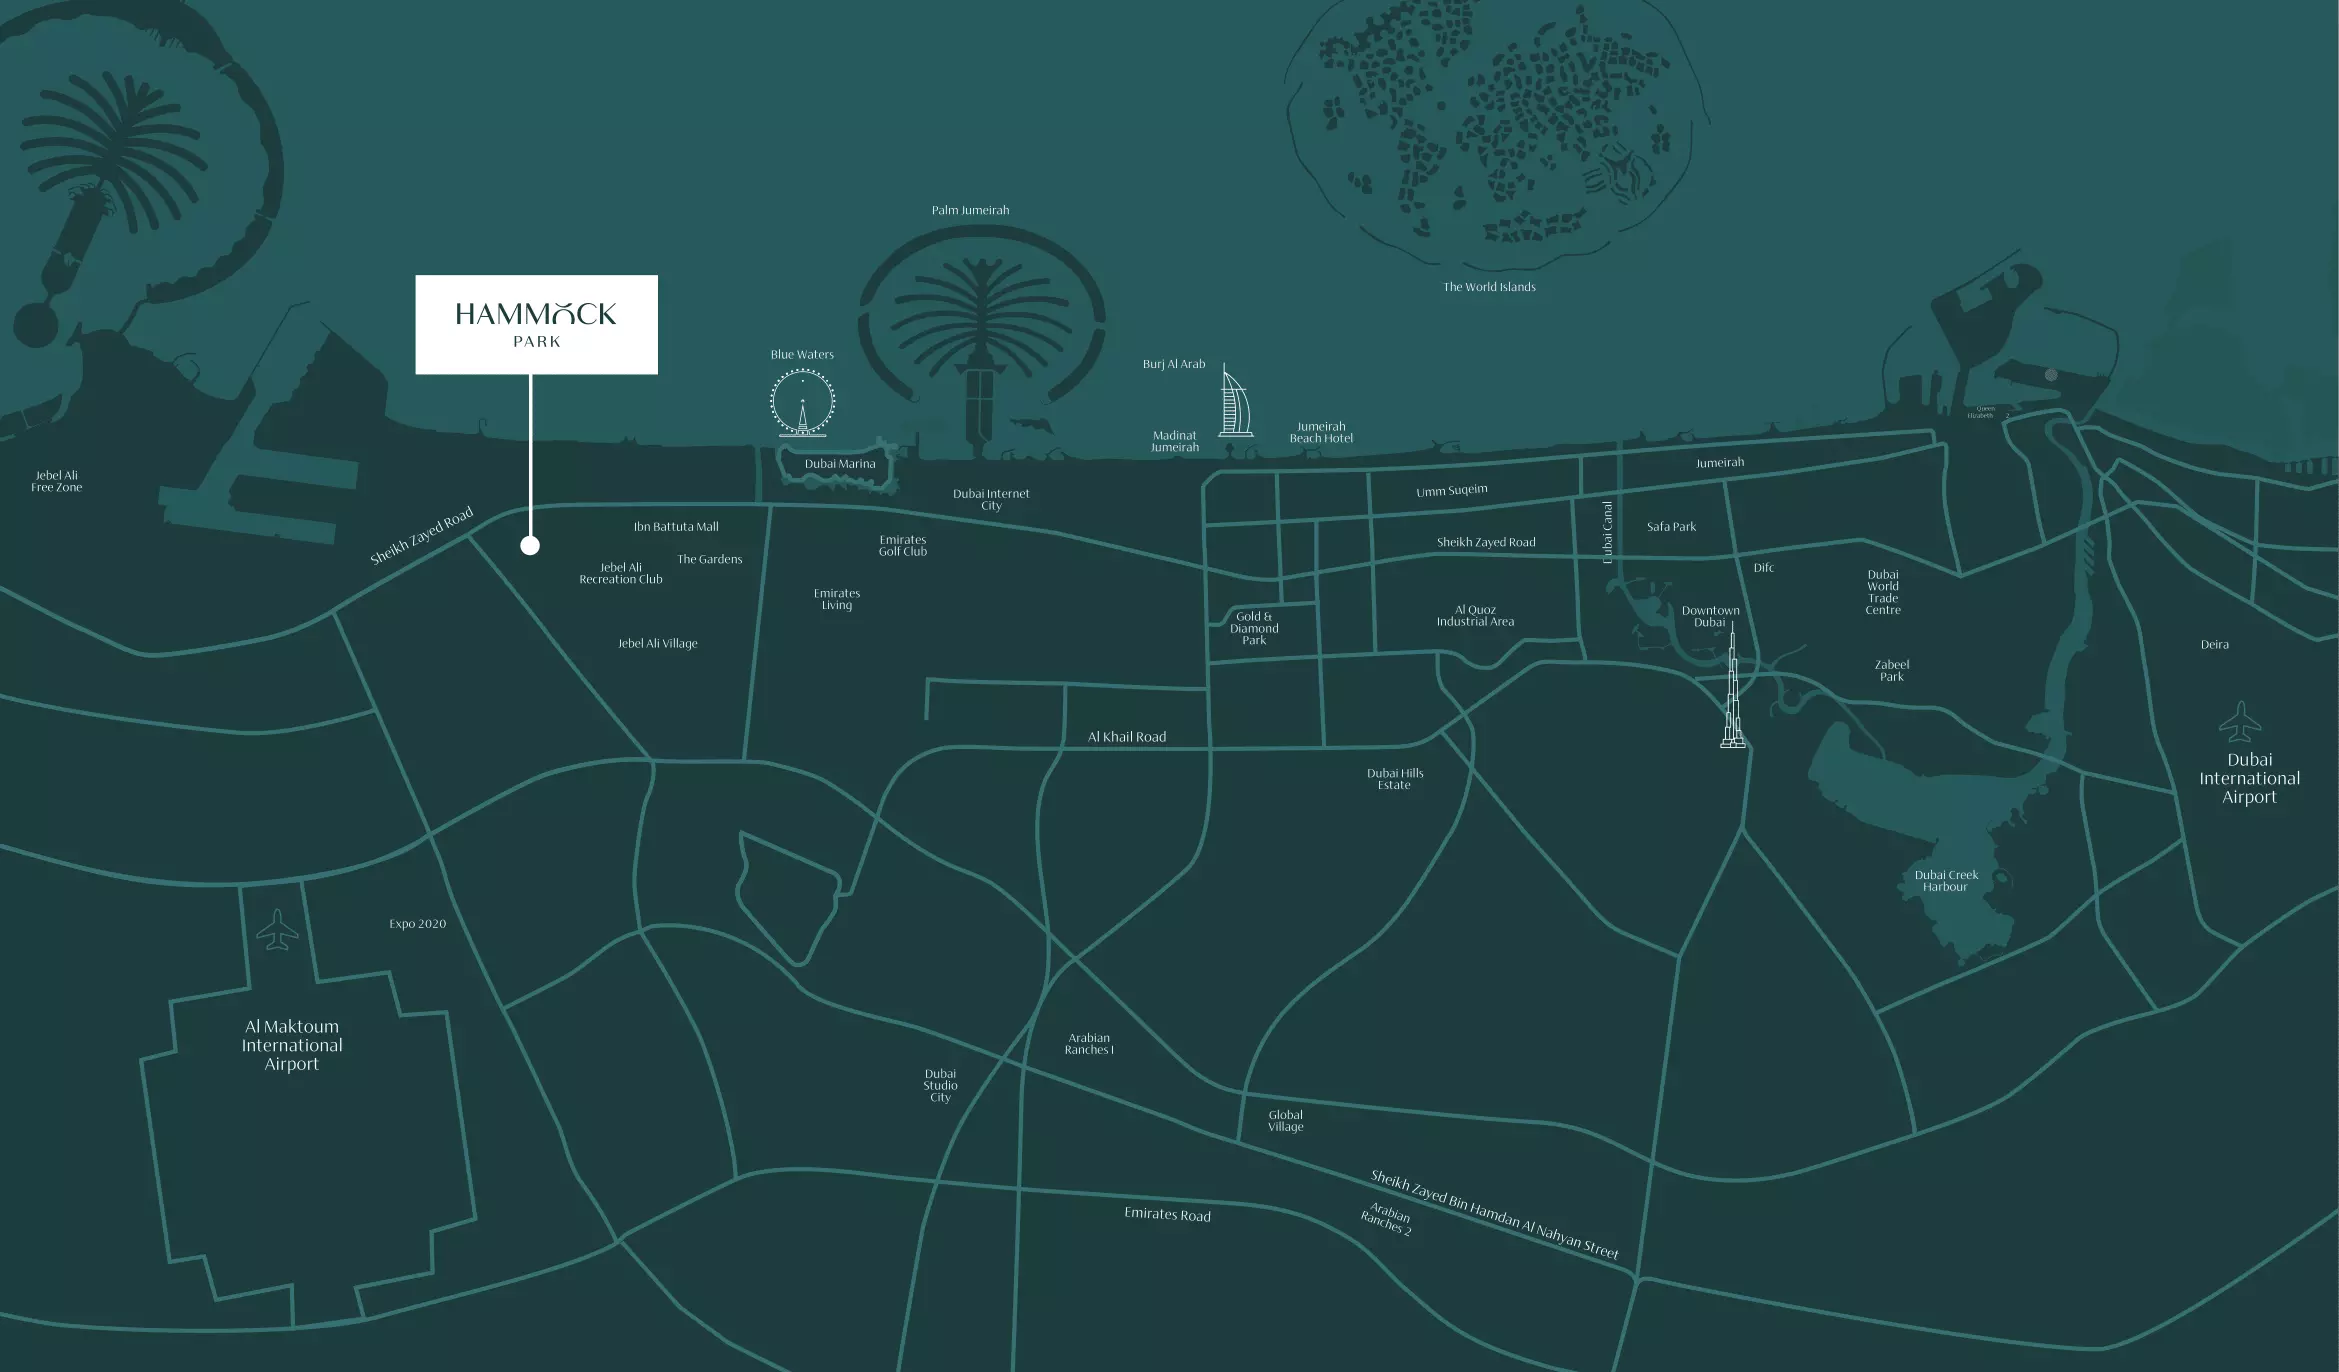 Palm Jumeirah
The World Islands
HAMMOCK
PARK
Blue Waters
Burj Al Arab
Madinat
Jumeirah
Jumeirah
Beach Hotel
Queen
Elizabeth 2
Jebel Ali
Free Zone
Dubai Marina
Jumeirah
Dubai Internet
City
Umm Suqeim
Sheikh Zayed Road
Ibn Battuta Mall
Dubai Canal
Safa Park
Emirates
Golf Club
Sheikh Zayed Road
The Gardens
Jebel Ali
Recreation Club
Difc
Dubai
World
Trade
Centre
Emirates
Living
Gold &
Diamond
Park
Al Quoz
Industrial Area
Downtown
Dubai
Jebel Ali Village
Deira
Zabeel
Park
Al Khail Road
Dubai Hills
Estate
Dubai
International
Airport
Dubai Creek
Harbour
Expo 2020
Al Maktoum
International
Airport
Arabian
Ranches I
Dubai
Studio
City
Global
Village
Sheikh Zayed Bin Hamdan Al Nahyan Street
Arabian
Ranches 2
Emirates Road